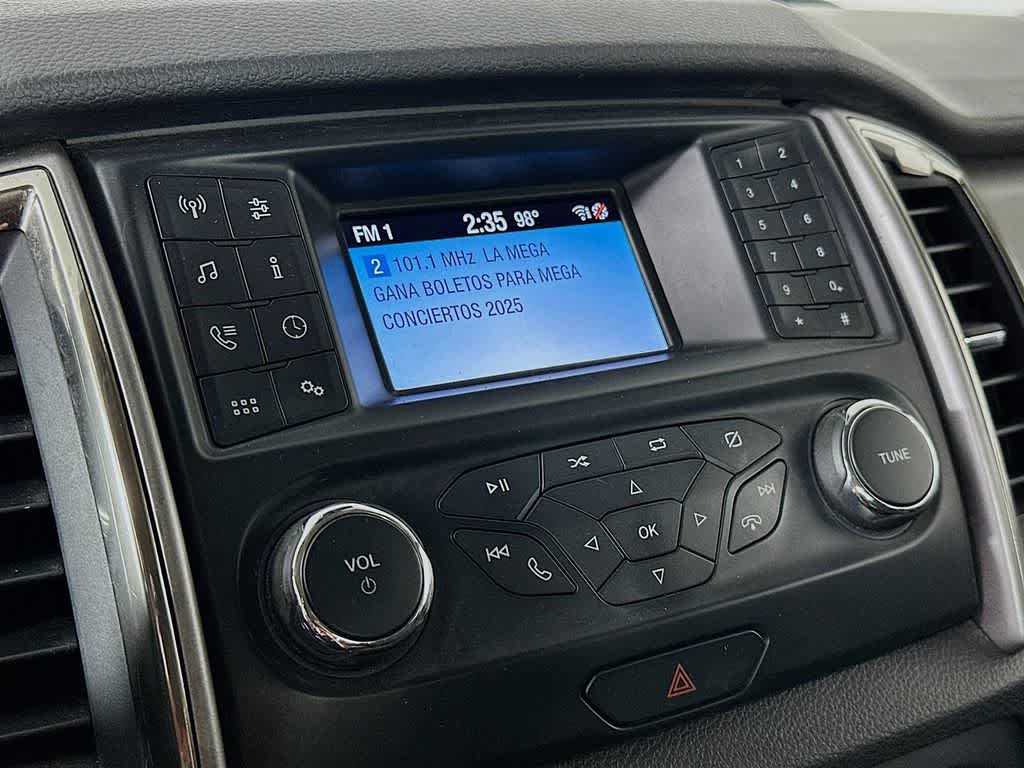 FM 1 2:35 98°
2 101.1 MHz LA MEGA
GANA BOLETOS PARA MEGA
CONCIERTOS 2025
1 2
3 4
5 6
7 8
9 0+
* #
VOL
OK
TUNE